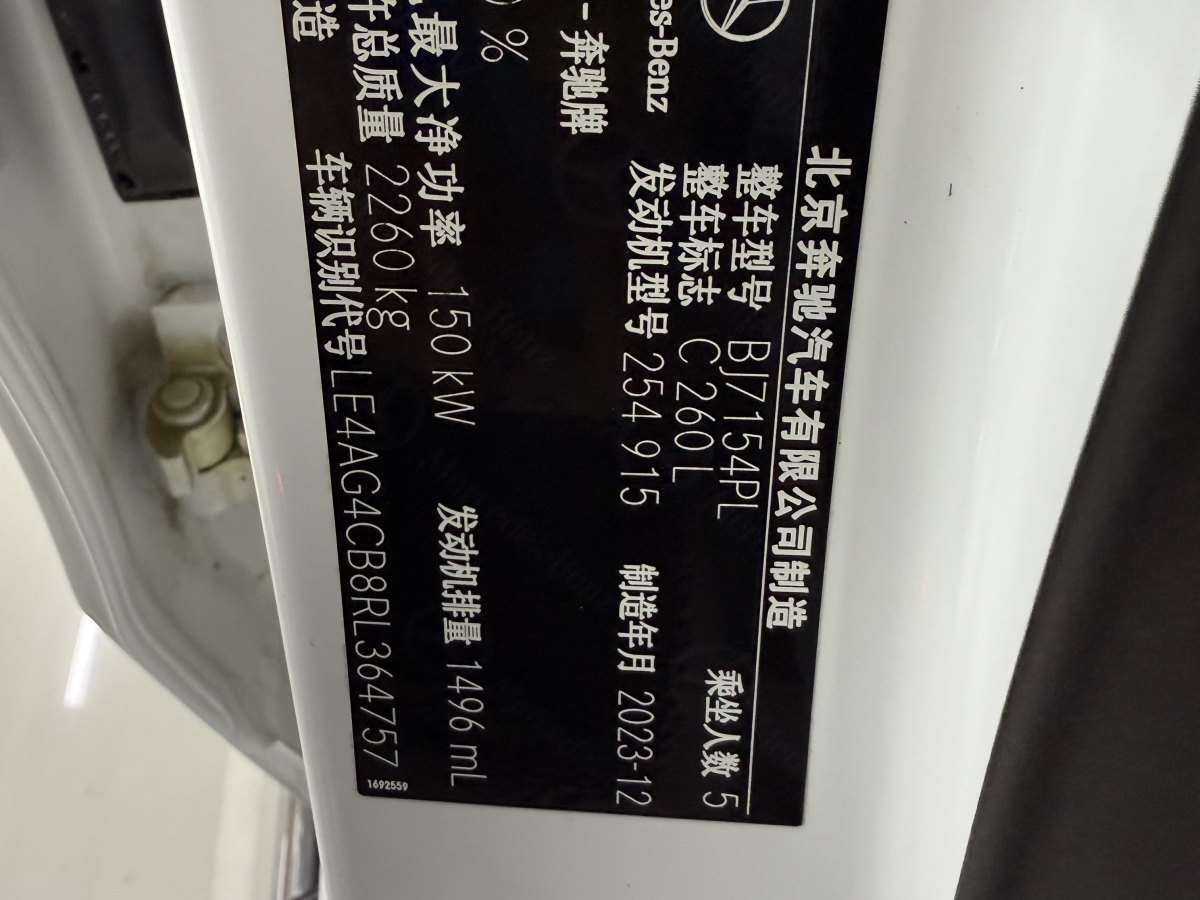 北京奔驰汽车有限公司制造
整车型号 BJ7154PL 乘坐人数 5
整车标志 C 260 L
发动机型号 254 915 制造年月 2023-12
es-Benz
-奔驰牌
%
最大净功率 150 kW 发动机排量 1496 mL
总质量 2260 kg
造
车辆识别代号 LE4AG4CB8RL364757
1692559